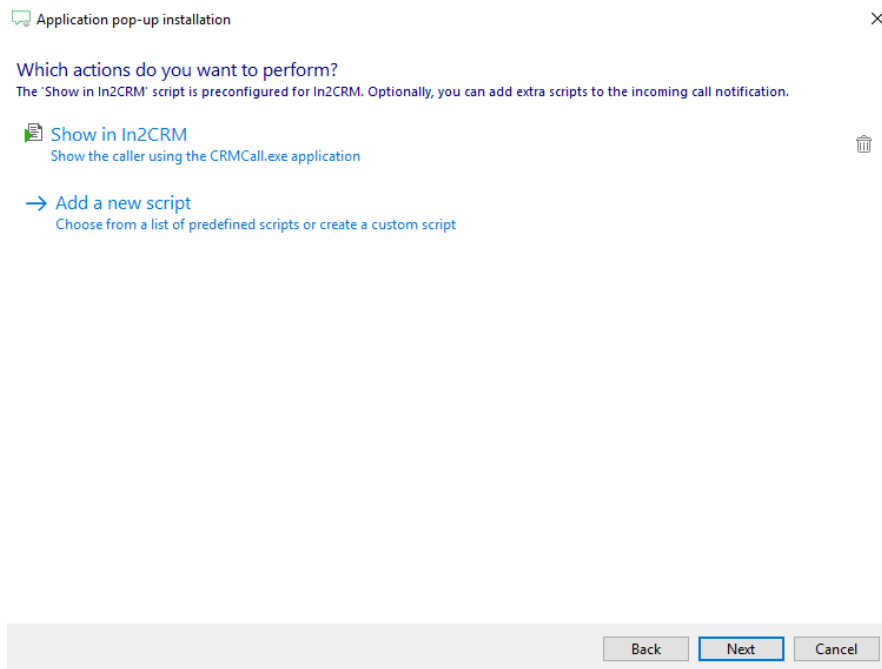 Application pop-up installation
Which actions do you want to perform?
The 'Show in In2CRM' script is preconfigured for In2CRM. Optionally, you can add extra scripts to the incoming call notification.
Show in In2CRM
Show the caller using the CRMCall.exe application
Add a new script
Choose from a list of predefined scripts or create a custom script
Back Next Cancel